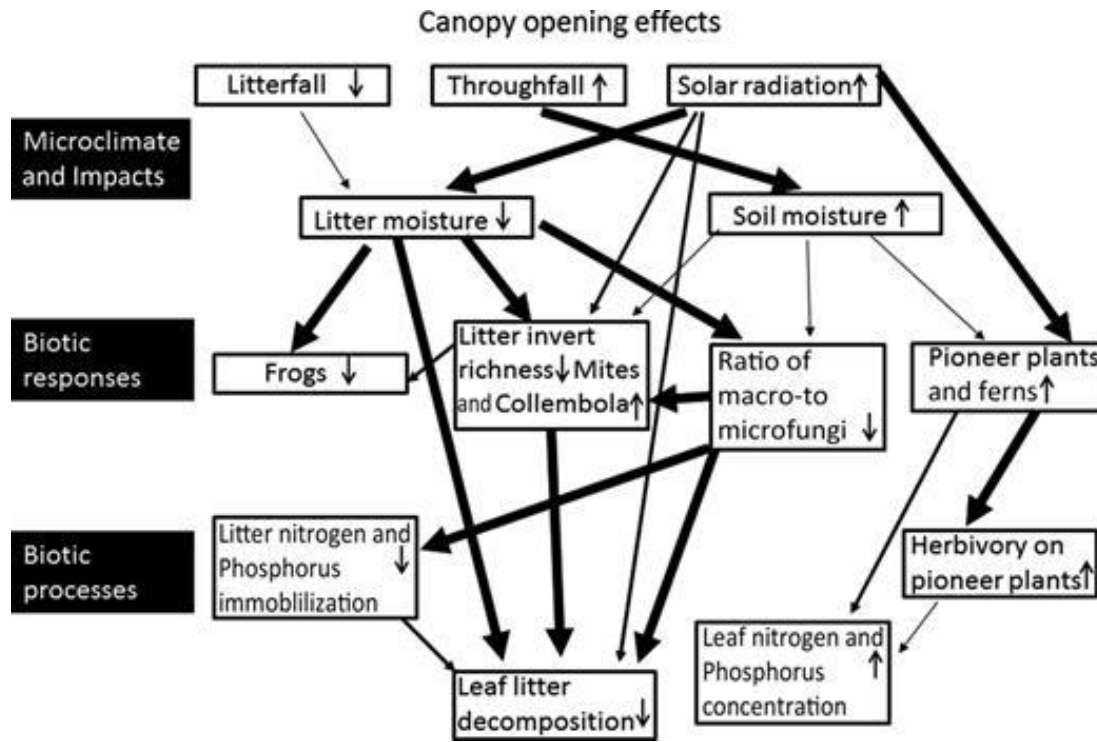 Canopy opening effects
Litterfall ↓
Throughfall ↑
Solar radiation↑
Microclimate
and Impacts
Litter moisture ↓
Soil moisture ↑
Biotic
responses
Frogs ↓
Litter invert
richness↓ Mites
and Collembola↑
Ratio of
macro-to
microfungi ↓
Pioneer plants
and ferns↑
Biotic
processes
Litter nitrogen and
Phosphorus ↓
immoblilization
Leaf litter
decomposition↓
Leaf nitrogen and
Phosphorus ↑
concentration
Herbivory on
pioneer plants↑